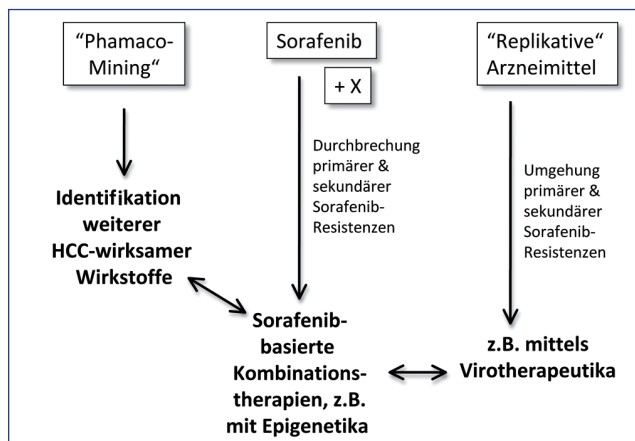 “Phamaco-
Mining“
Identifikation
weiterer
HCC-wirksamer
Wirkstoffe
Sorafenib
+ X
Durchbrechung
primärer &
sekundärer
Sorafenib-
Resistenzen
Sorafenib-
basierte
Kombinations-
therapien, z.B.
mit Epigenetika
“Replikative“
Arzneimittel
Umgehung
primärer &
sekundärer
Sorafenib-
Resistenzen
z.B. mittels
Virotherapeutika